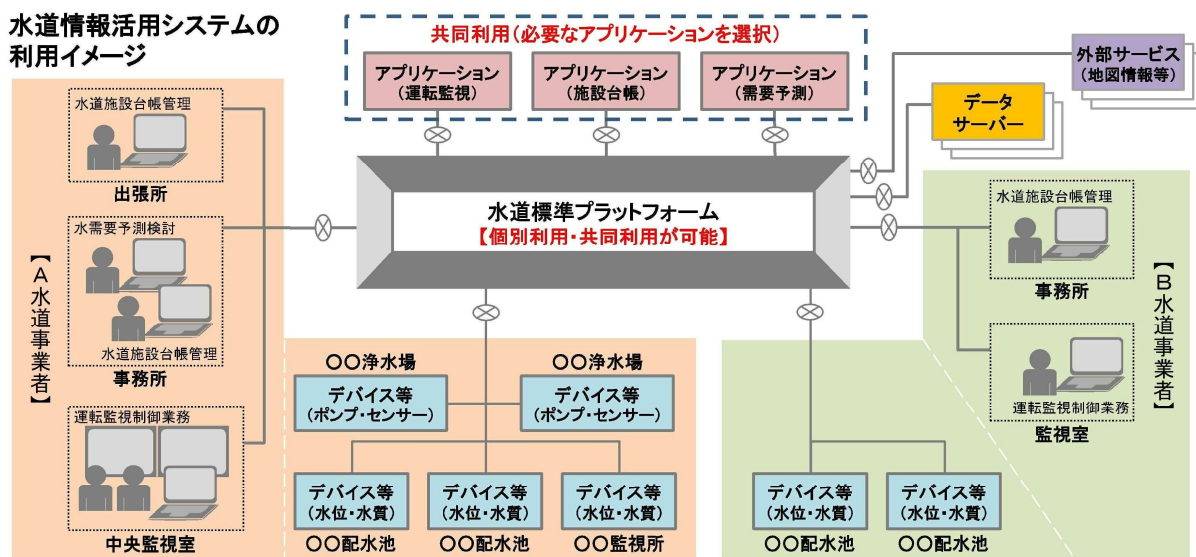 水道情報活用システムの
利用イメージ
共同利用(必要なアプリケーションを選択)
アプリケーション
(運転監視)
アプリケーション
(施設台帳)
アプリケーション
(需要予測)
外部サービス
(地図情報等)
データ
サーバー
水道標準プラットフォーム
【個別利用・共同利用が可能】
【A水道事業者】
水道施設台帳管理
出張所
水需要予測検討
水道施設台帳管理
事務所
運転監視制御業務
中央監視室
〇〇浄水場
デバイス等
(ポンプ・センサー)
〇〇浄水場
デバイス等
(ポンプ・センサー)
デバイス等
(水位・水質)
〇〇配水池
デバイス等
(水位・水質)
〇〇配水池
デバイス等
(水位・水質)
〇〇監視所
デバイス等
(水位・水質)
〇〇配水池
デバイス等
(水位・水質)
〇〇配水池
水道施設台帳管理
事務所
運転監視制御業務
監視室
【B水道事業者】